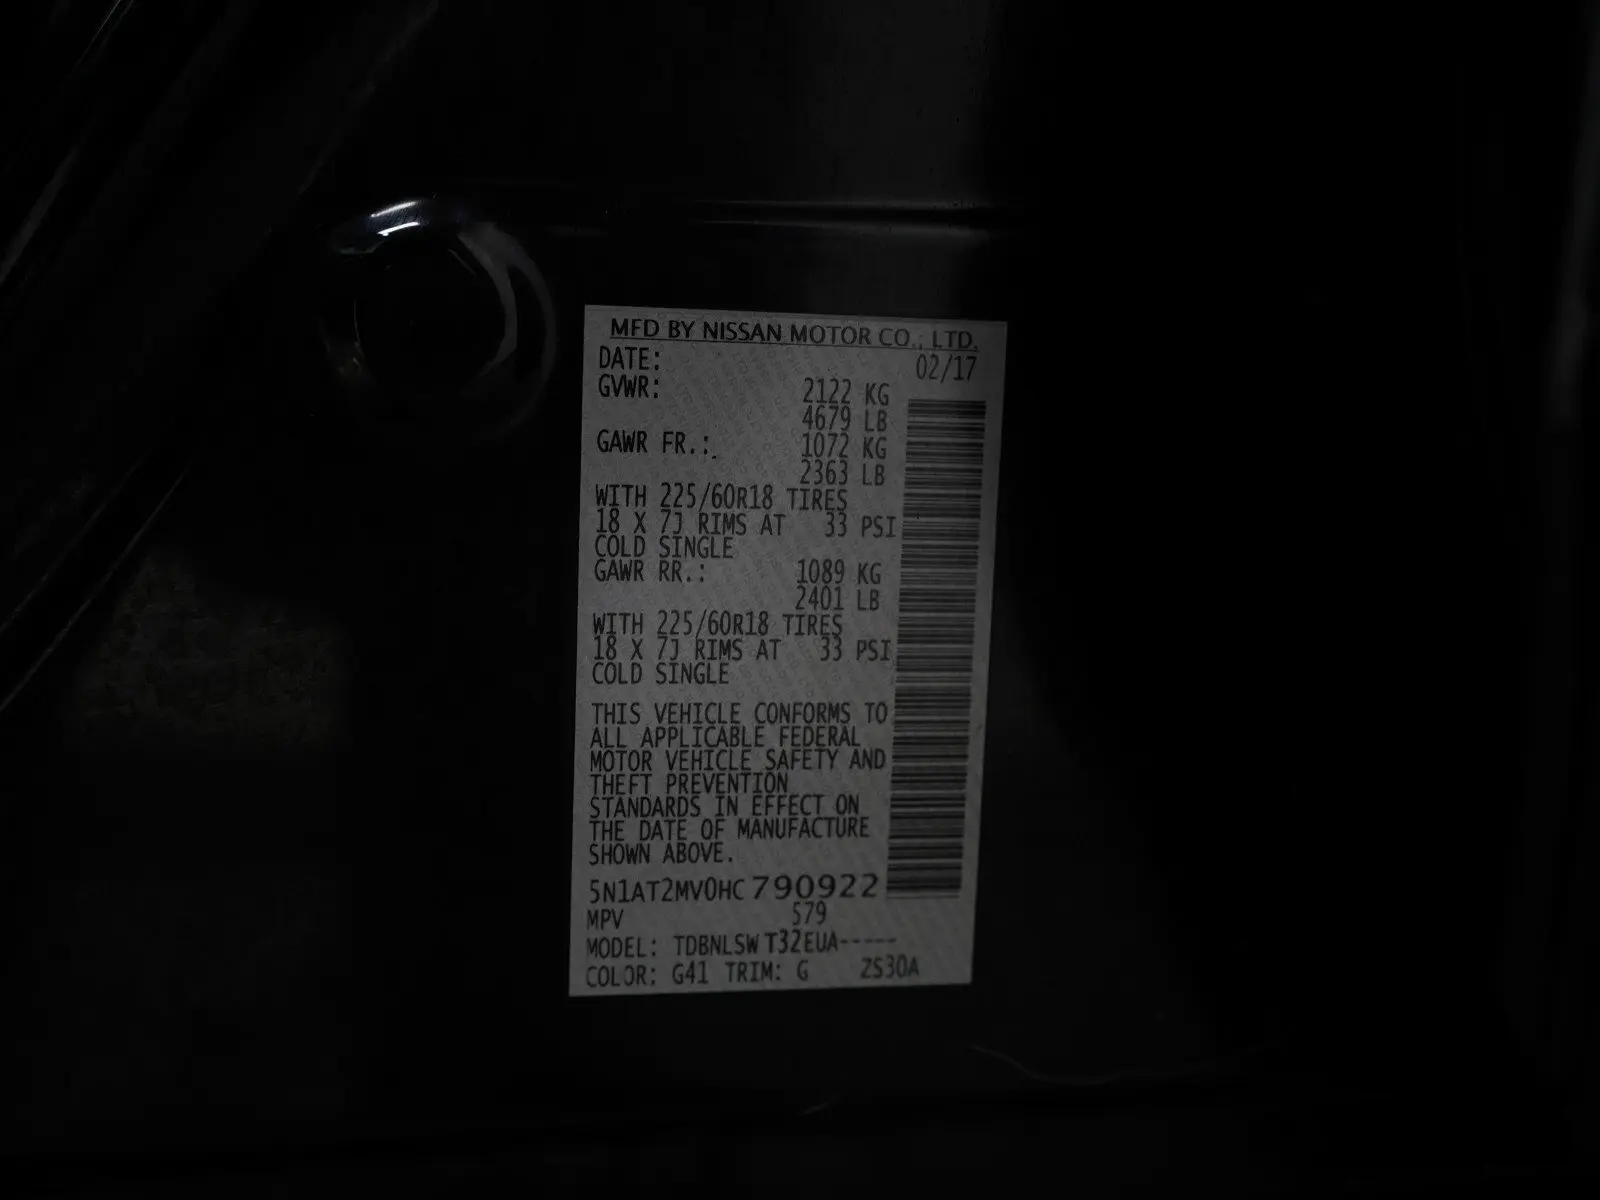 MFD BY NISSAN MOTOR CO., LTD.
DATE: 02/17
GVWR: 2122 KG
4679 LB
GAWR FR.: 1072 KG
2363 LB
WITH 225/60R18 TIRES
18 X 7J RIMS AT 33 PSI
COLD SINGLE
GAWR RR.: 1089 KG
2401 LB
WITH 225/60R18 TIRES
18 X 7J RIMS AT 33 PSI
COLD SINGLE
THIS VEHICLE CONFORMS TO
ALL APPLICABLE FEDERAL
MOTOR VEHICLE SAFETY AND
THEFT PREVENTION
STANDARDS IN EFFECT ON
THE DATE OF MANUFACTURE
SHOWN ABOVE.
5N1AT2MV0HC790922
MPV 579
MODEL: TDBNLSWT32EUA-----
COLOR: G41 TRIM: G ZS30A